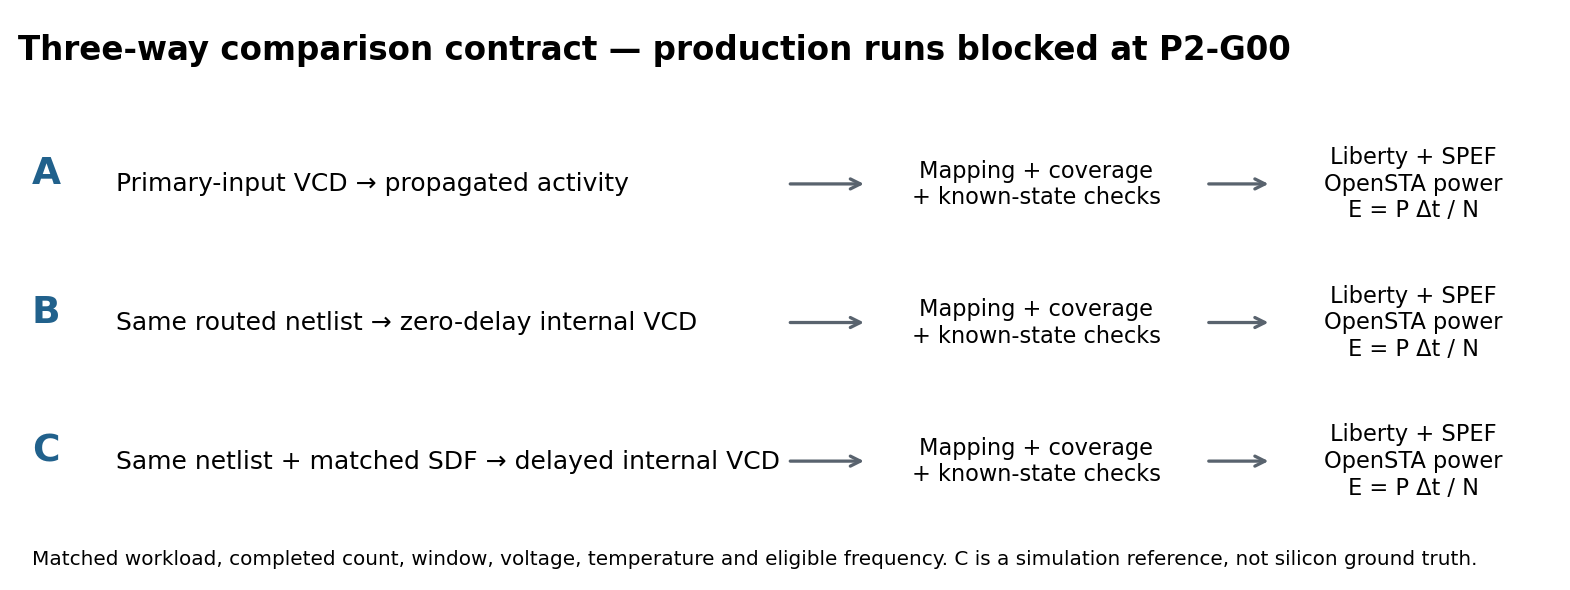 Three-way comparison contract — production runs blocked at P2-G00
A
Primary-input VCD → propagated activity
Mapping + coverage
+ known-state checks
Liberty + SPEF
OpenSTA power
E = P Δt / N
B
Same routed netlist → zero-delay internal VCD
Mapping + coverage
+ known-state checks
Liberty + SPEF
OpenSTA power
E = P Δt / N
C
Same netlist + matched SDF → delayed internal VCD
Mapping + coverage
+ known-state checks
Liberty + SPEF
OpenSTA power
E = P Δt / N
Matched workload, completed count, window, voltage, temperature and eligible frequency. C is a simulation reference, not silicon ground truth.